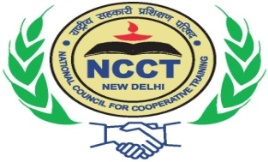 राष्ट्रीय सहकारी प्रशिक्षण परिषद
NCCT
NEW DELHI
NATIONAL COUNCIL FOR COOPERATIVE TRAINING